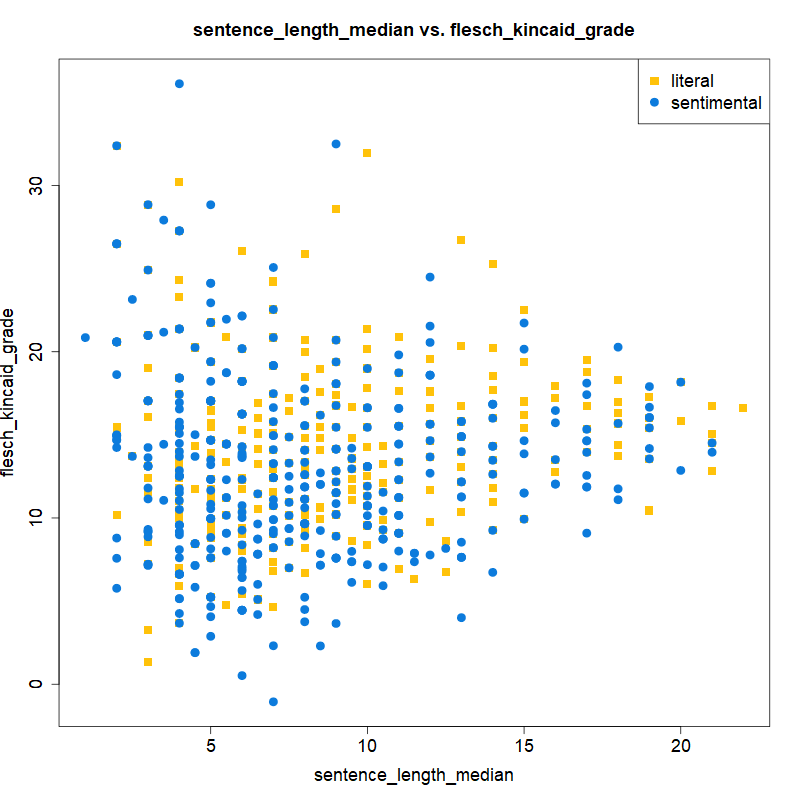 sentence_length_median vs. flesch_kincaid_grade
literal
sentimental
flesch_kincaid_grade
30
20
10
0
5 10 15 20
sentence_length_median